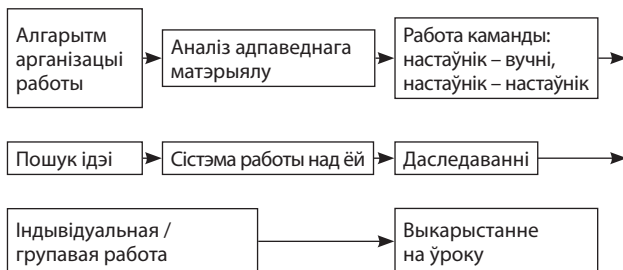 Алгарытм
арганізацыі
работы
Аналіз адпаведнага
матэрыялу
Работа каманды:
настаўнік – вучні,
настаўнік – настаўнік
Пошук ідэі
Сістэма работы над ёй
Даследаванні
Індывідуальная /
групавая работа
Выкарыстанне
на ўроку